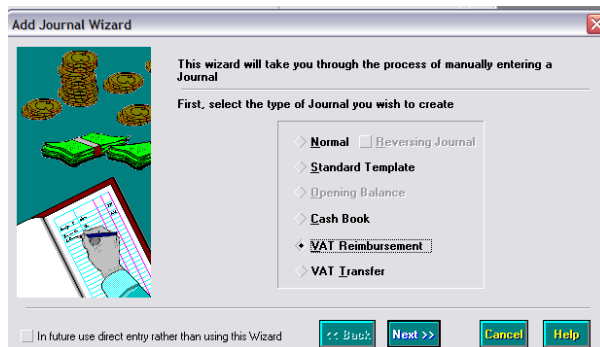 Add Journal Wizard
This wizard will take you through the process of manually entering a
Journal
First, select the type of Journal you wish to create
Normal Reversing Journal
Standard Template
Opening Balance
Cash Book
VAT Reimbursement
VAT Transfer
In future use direct entry rather than using this Wizard
<< Back Next >> Cancel Help